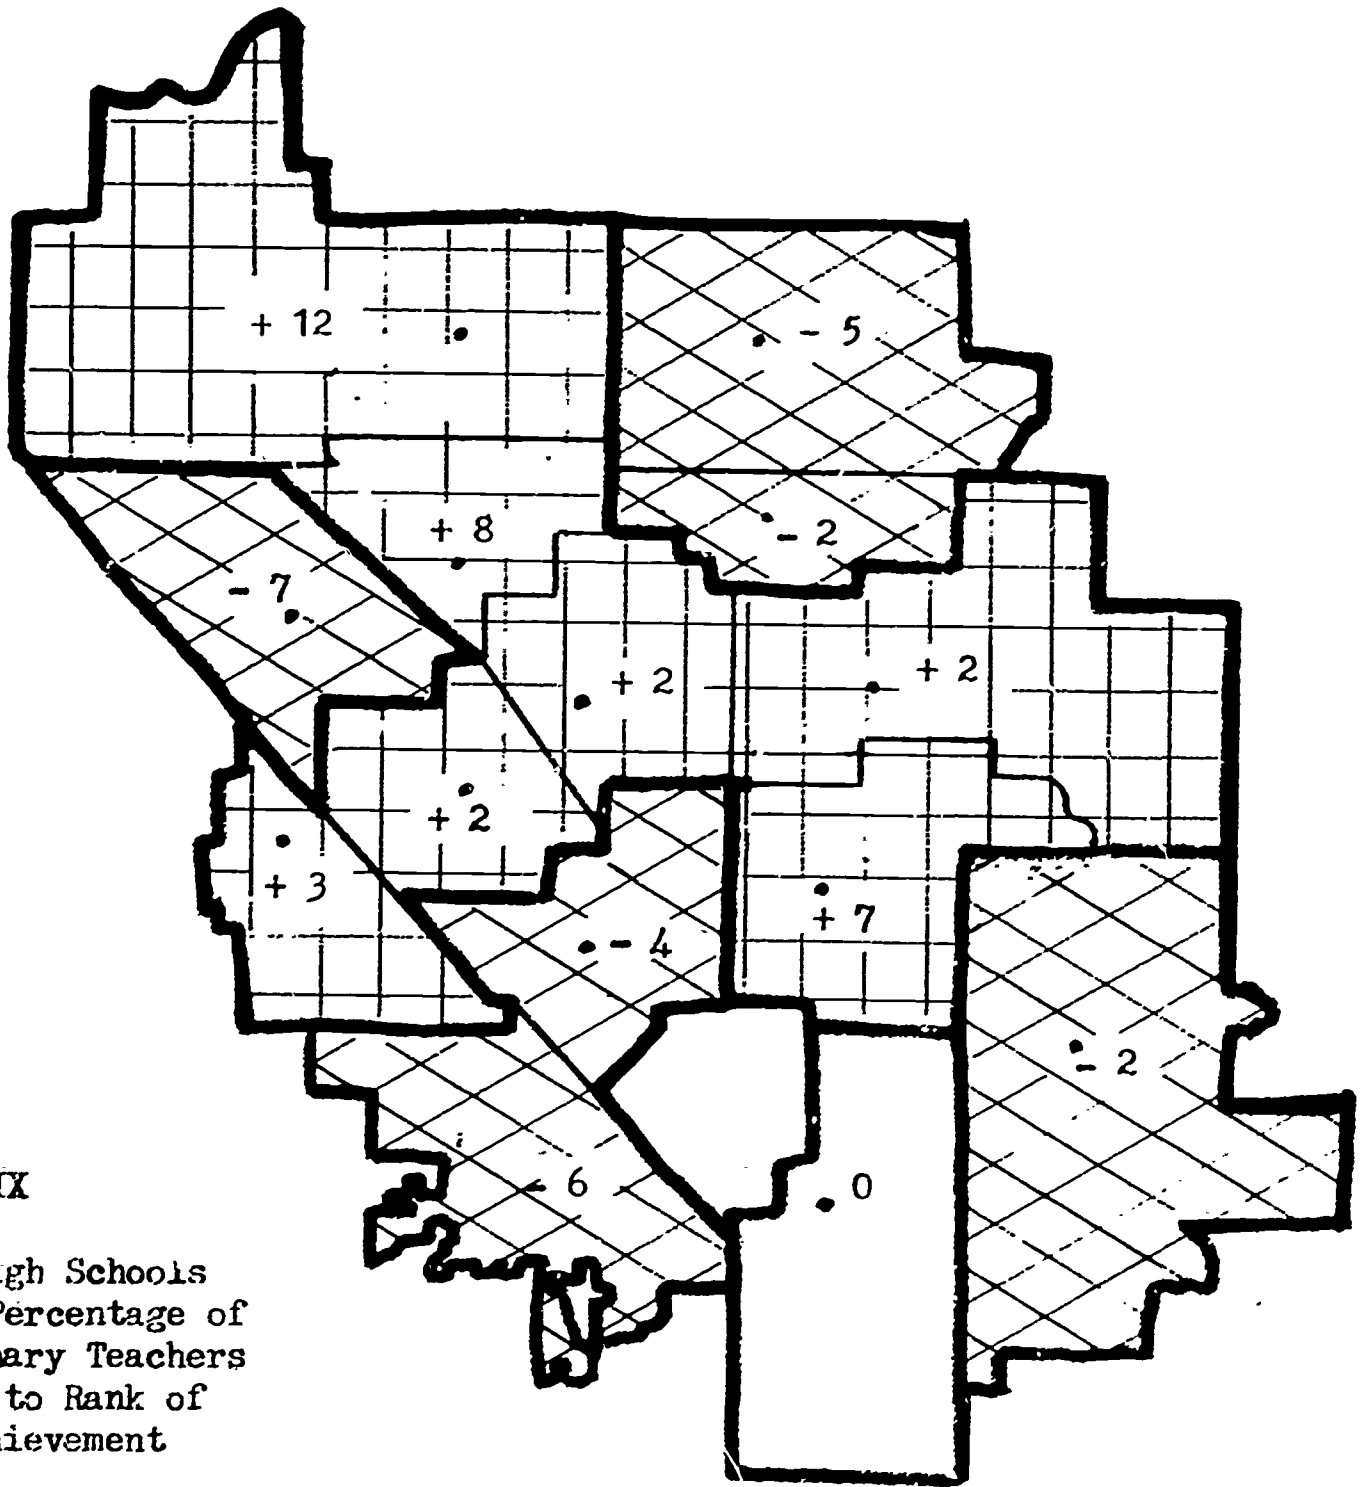 + 12
- 5
+ 8
- 2
- 7
+ 2
+ 2
+ 2
+ 3
+ 7
- 4
- 2
- 6
0
IX
gh Schools
Percentage of
ary Teachers
to Rank of
ievement